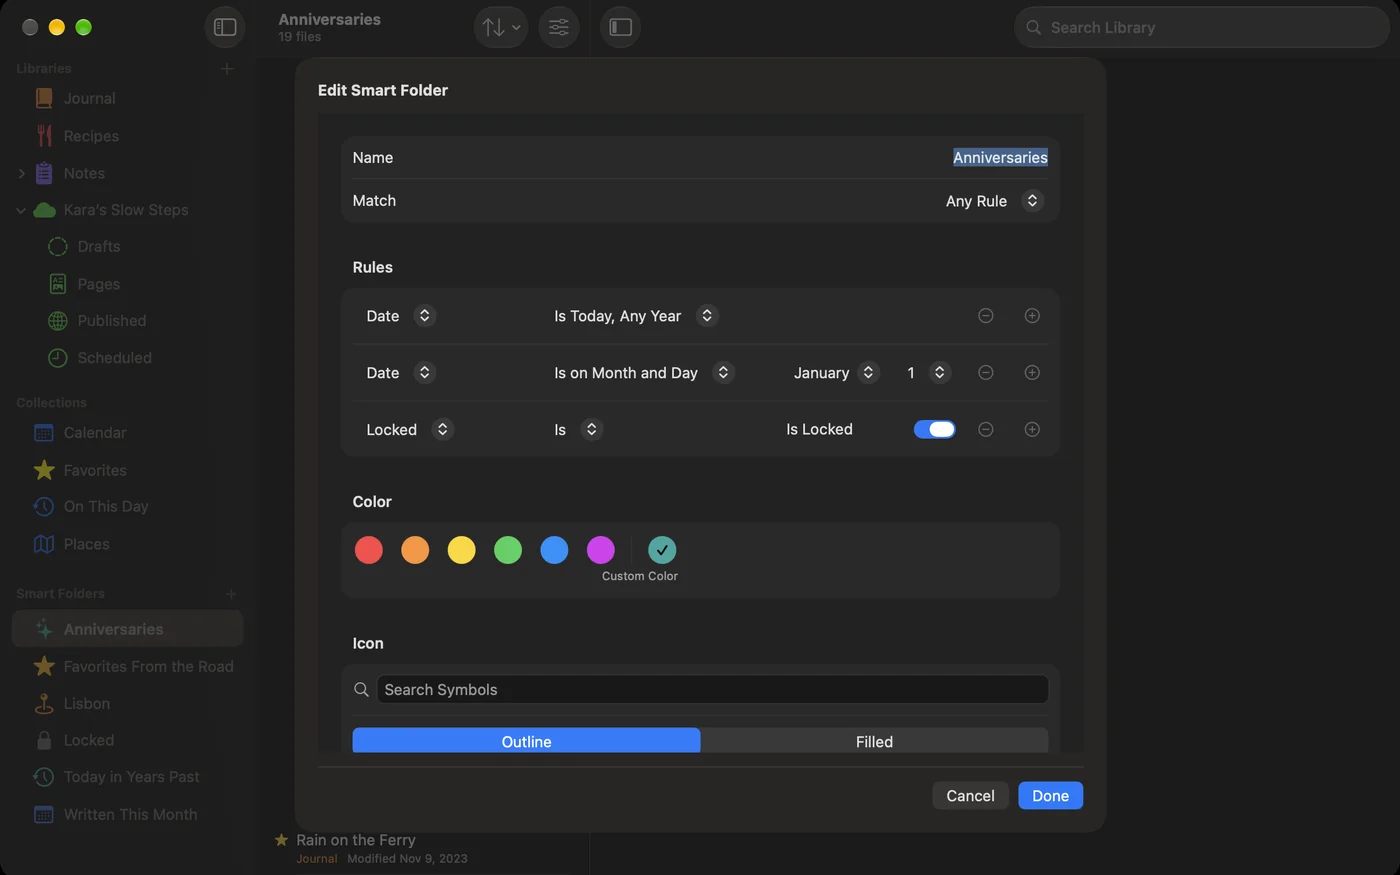 Anniversaries
19 files
Search Library
Libraries
Journal
Recipes
Notes
Kara's Slow Steps
Drafts
Pages
Published
Scheduled
Collections
Calendar
Favorites
On This Day
Places
Smart Folders
Anniversaries
Favorites From the Road
Lisbon
Locked
Today in Years Past
Written This Month
Edit Smart Folder
Name Anniversaries
Match Any Rule
Rules
Date Is Today, Any Year
Date Is on Month and Day January 1
Locked Is Is Locked
Color
Custom Color
Icon
Search Symbols
Outline Filled
Cancel Done
Rain on the Ferry
Journal Modified Nov 9, 2023